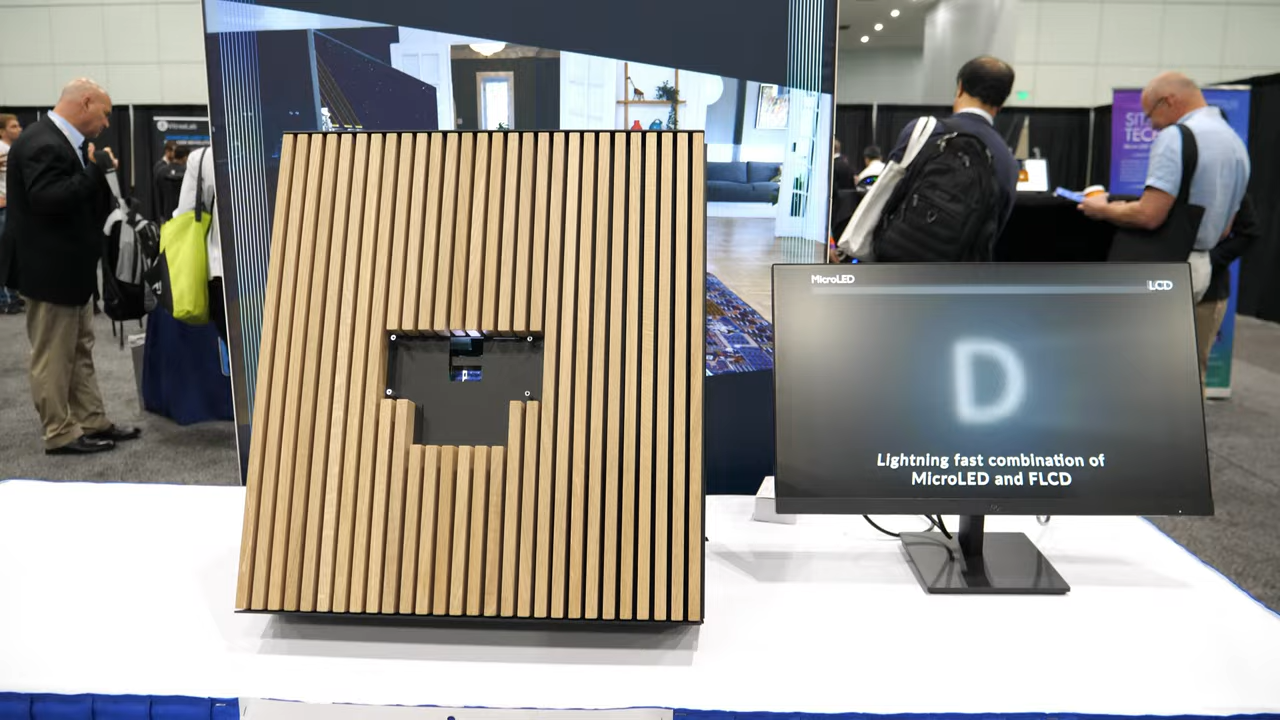 MicroLED
LCD
D
Lightning fast combination of
MicroLED and FLCD